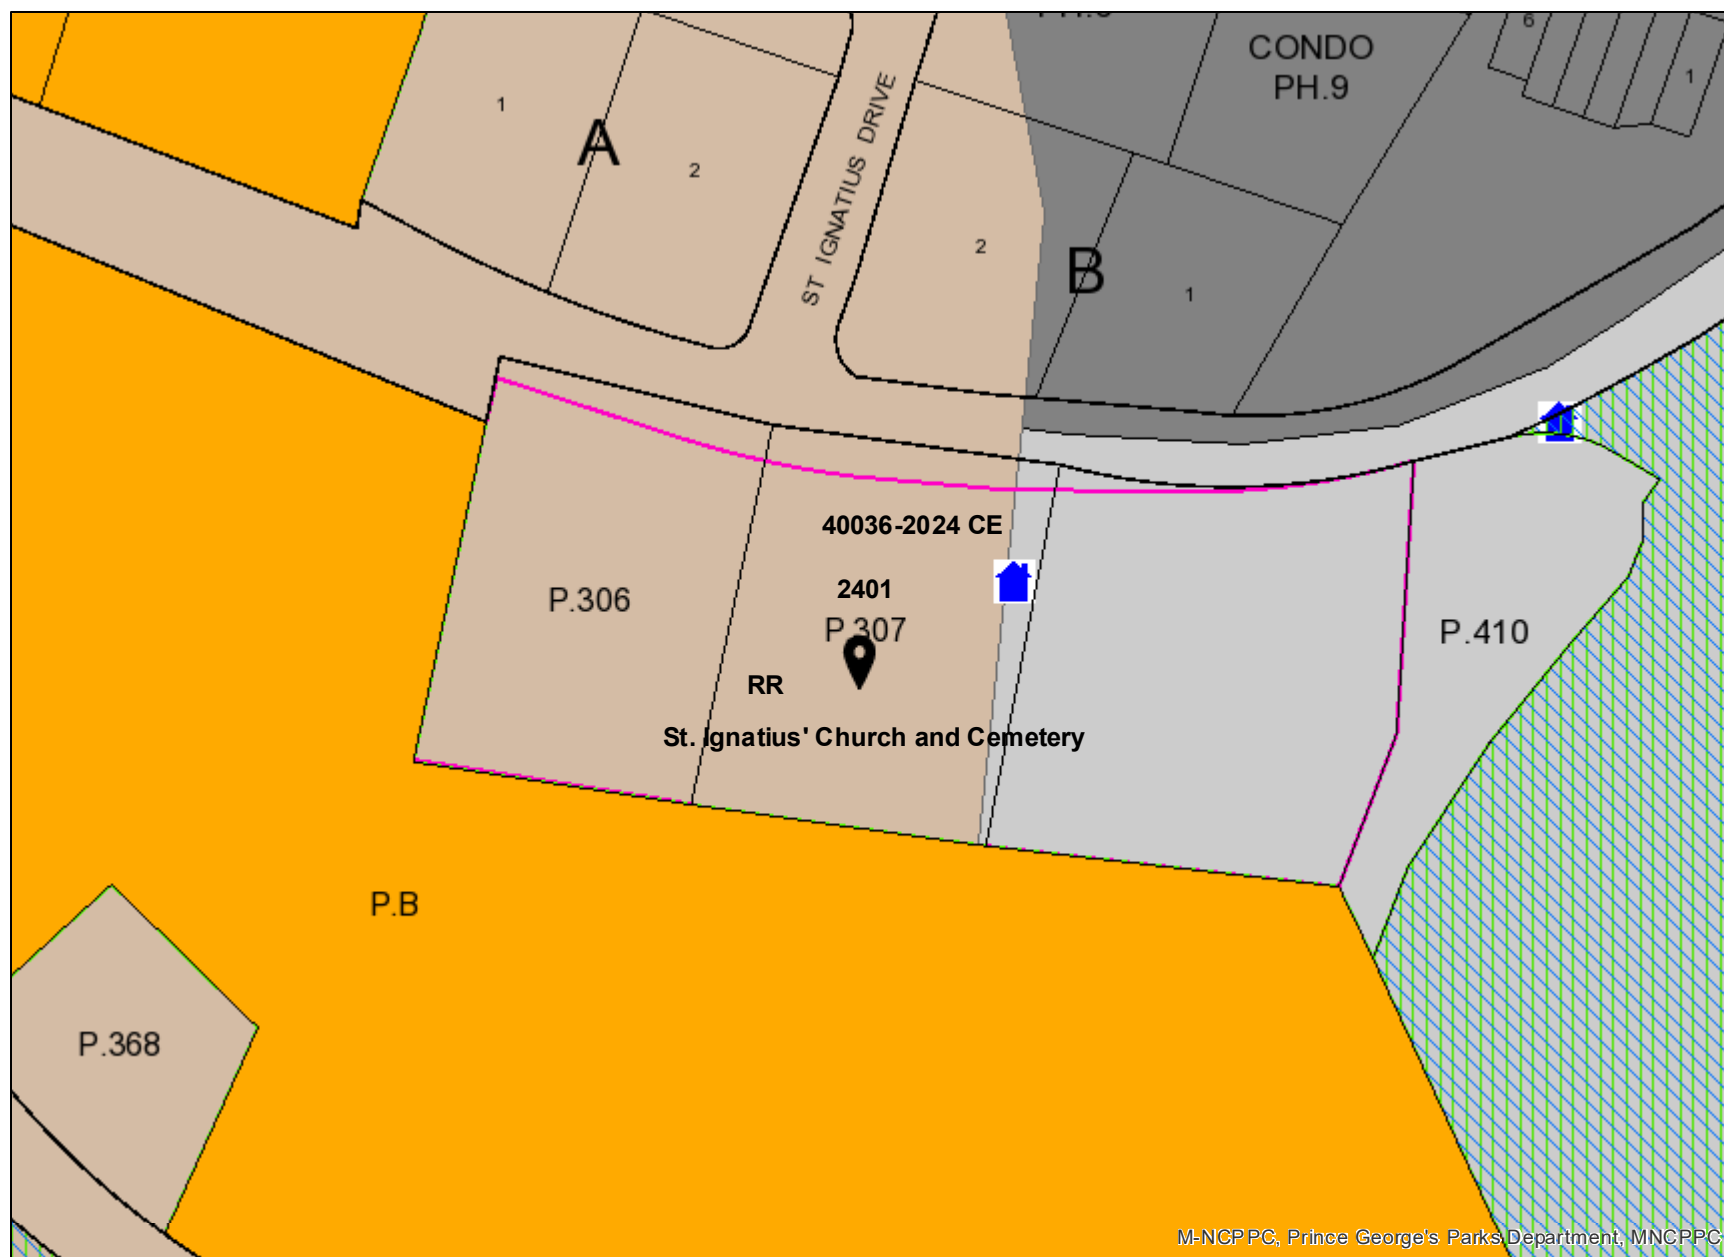 CONDO
PH.9
6
1
1
A
2
ST IGNATIUS DRIVE
2
B
1
40036-2024 CE
2401
P.306
P.307
P.410
RR
St. Ignatius' Church and Cemetery
P.B
P.368
M-NCPPC, Prince George's Parks Department, MNCPPC